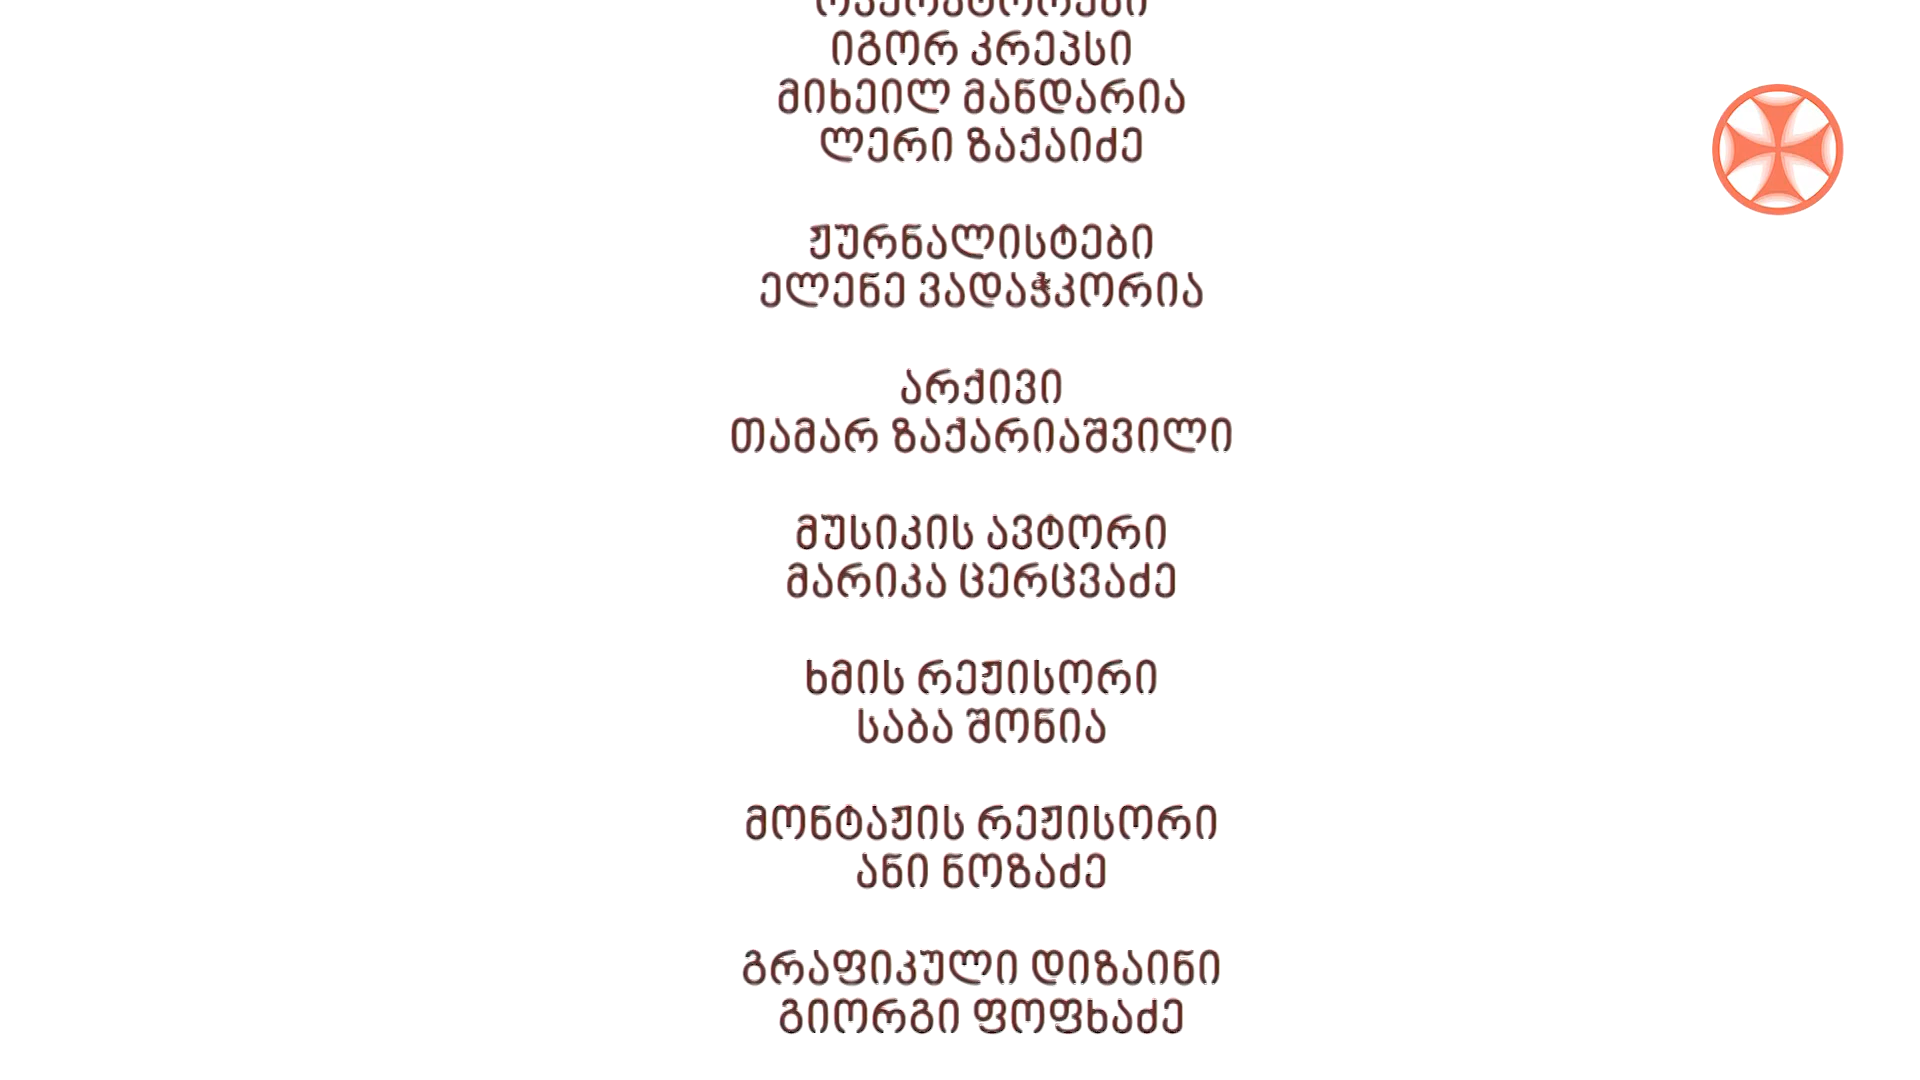 ოპერატორები
იგორ კრეპსი
მიხეილ მანდარია
ლერი ზაქაიძე
ჟურნალისტები
ელენე ვადაჭკორია
არქივი
თამარ ზაქარიაშვილი
მუსიკის ავტორი
მარიკა ცერცვაძე
ხმის რეჟისორი
საბა შონია
მონტაჟის რეჟისორი
ანი ნოზაძე
გრაფიკული დიზაინი
გიორგი ფოფხაძე